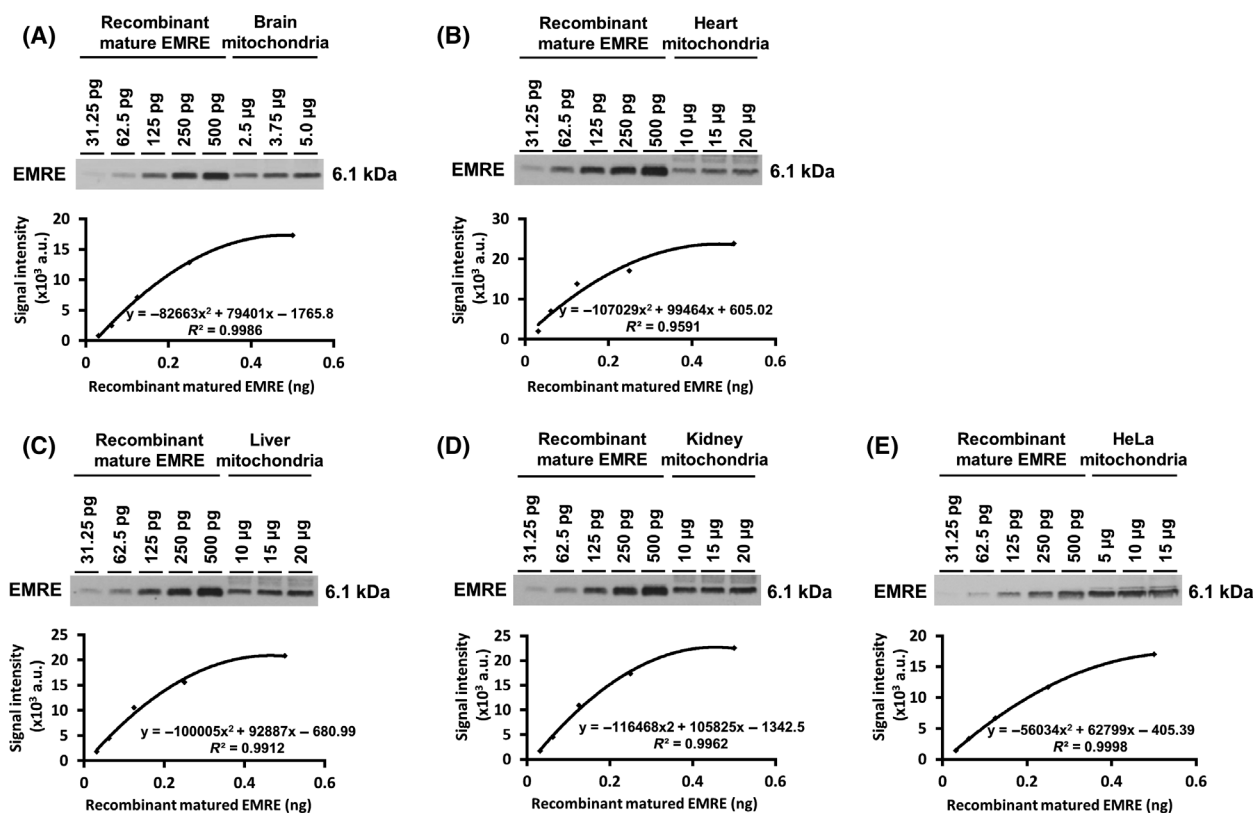 (A)
Recombinant mature EMRE
Brain mitochondria
31.25 pg
62.5 pg
125 pg
250 pg
500 pg
2.5 µg
3.75 µg
5.0 µg
EMRE
6.1 kDa
Signal intensity (x10³ a.u.)
20
15
10
5
0
y = −82663x² + 79401x − 1765.8
R² = 0.9986
0
0.2
0.4
0.6
Recombinant matured EMRE (ng)
(B)
Recombinant mature EMRE
Heart mitochondria
31.25 pg
62.5 pg
125 pg
250 pg
500 pg
10 µg
15 µg
20 µg
EMRE
6.1 kDa
Signal intensity (x10³ a.u.)
30
20
10
0
y = −107029x² + 99464x + 605.02
R² = 0.9591
0
0.2
0.4
0.6
Recombinant matured EMRE (ng)
(C)
Recombinant mature EMRE
Liver mitochondria
31.25 pg
62.5 pg
125 pg
250 pg
500 pg
10 µg
15 µg
20 µg
EMRE
6.1 kDa
Signal intensity (x10³ a.u.)
25
20
15
10
5
0
y = −100005x² + 92887x − 680.99
R² = 0.9912
0
0.2
0.4
0.6
Recombinant matured EMRE (ng)
(D)
Recombinant mature EMRE
Kidney mitochondria
31.25 pg
62.5 pg
125 pg
250 pg
500 pg
10 µg
15 µg
20 µg
EMRE
6.1 kDa
Signal intensity (x10³ a.u.)
25
20
15
10
5
0
y = −116468x2 + 105825x − 1342.5
R² = 0.9962
0
0.2
0.4
0.6
Recombinant matured EMRE (ng)
(E)
Recombinant mature EMRE
HeLa mitochondria
31.25 pg
62.5 pg
125 pg
250 pg
500 pg
5 µg
10 µg
15 µg
EMRE
6.1 kDa
Signal intensity (x10³ a.u.)
20
15
10
5
0
y = −56034x² + 62799x − 405.39
R² = 0.9998
0
0.2
0.4
0.6
Recombinant matured EMRE (ng)